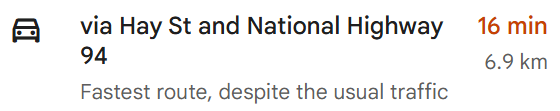 via Hay St and National Highway
94
16 min
6.9 km
Fastest route, despite the usual traffic